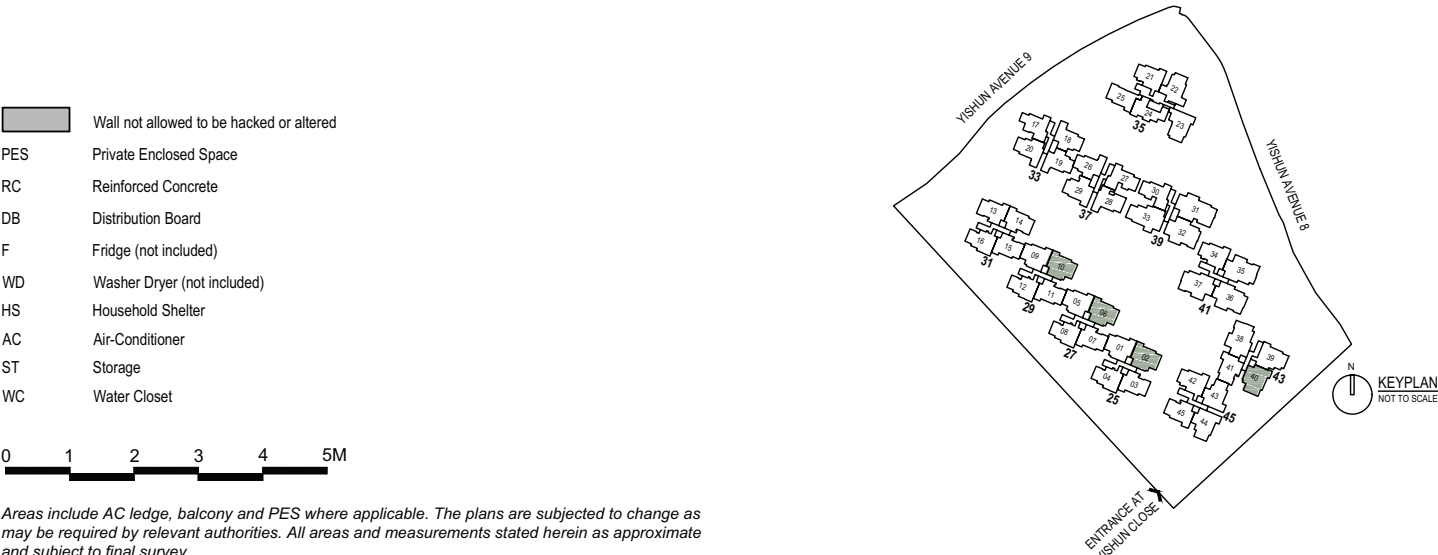 Wall not allowed to be hacked or altered
PES Private Enclosed Space
RC Reinforced Concrete
DB Distribution Board
F Fridge (not included)
WD Washer Dryer (not included)
HS Household Shelter
AC Air-Conditioner
ST Storage
WC Water Closet
0 1 2 3 4 5M
Areas include AC ledge, balcony and PES where applicable. The plans are subjected to change as
may be required by relevant authorities. All areas and measurements stated herein as approximate
and subject to final survey.
YISHUN AVENUE 9
YISHUN AVENUE 8
21
22
25
24
23
35
17
18
20
19
33
26
27
29
28
37
30
31
33
32
39
13
14
16
15
31
09
10
12
11
29
05
06
08
07
27
01
02
04
03
25
34
35
37
36
41
38
39
41
40
43
42
43
45
44
45
N
KEYPLAN
NOT TO SCALE
ENTRANCE AT
YISHUN CLOSE